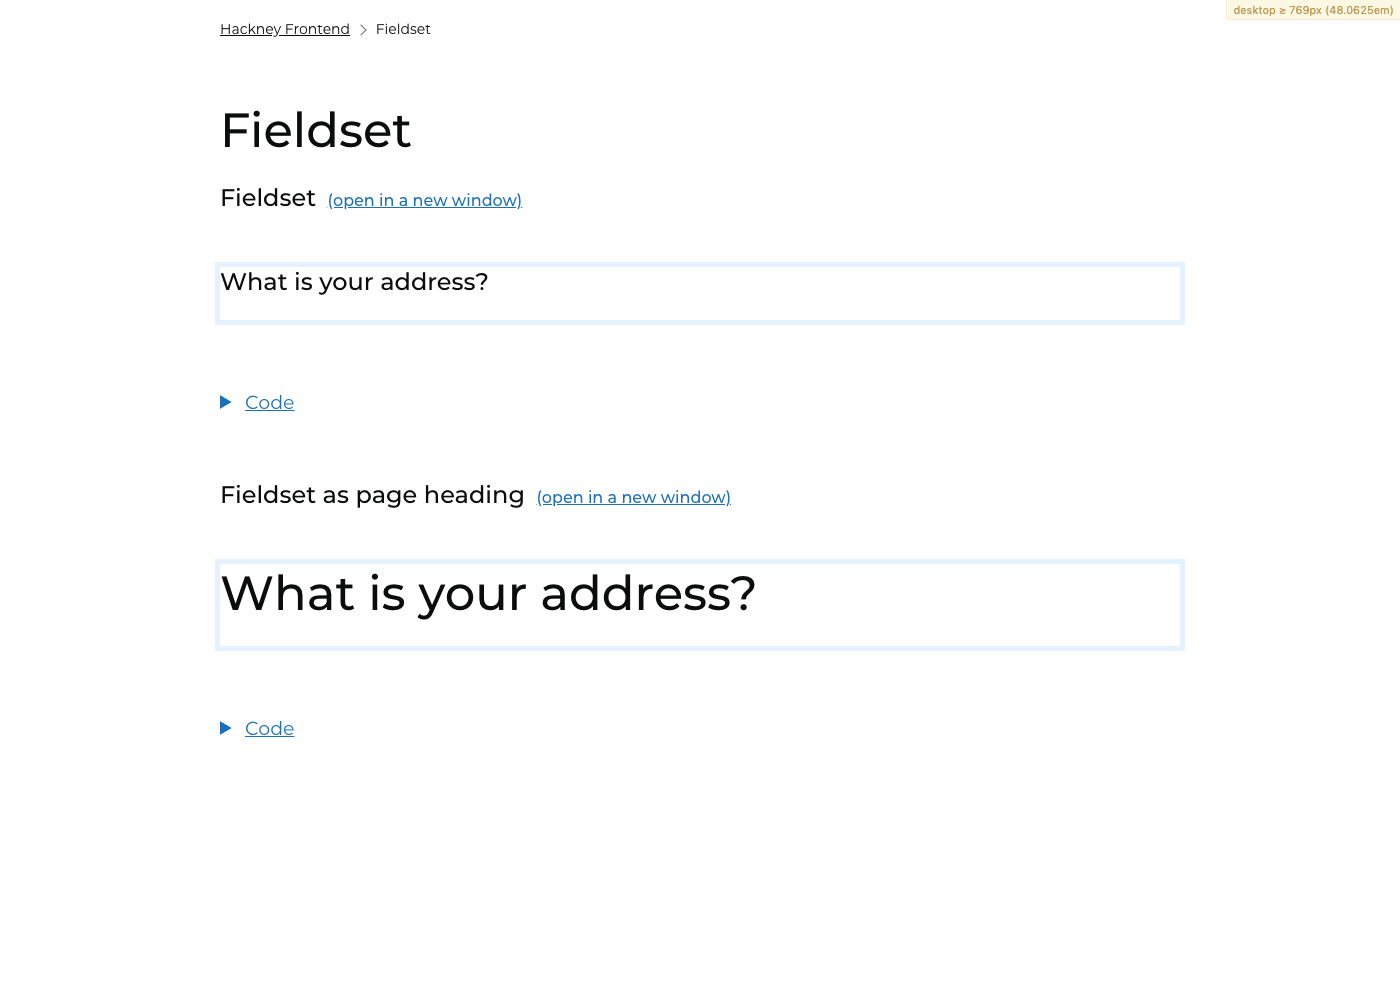 desktop ≥ 769px (48.0625em)
Hackney Frontend > Fieldset
Fieldset
Fieldset (open in a new window)
What is your address?
Code
Fieldset as page heading (open in a new window)
What is your address?
Code